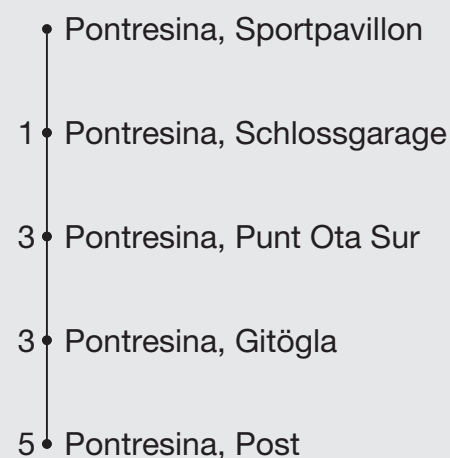 Pontresina, Sportpavillon
1 Pontresina, Schlossgarage
3 Pontresina, Punt Ota Sur
3 Pontresina, Gitögla
5 Pontresina, Post